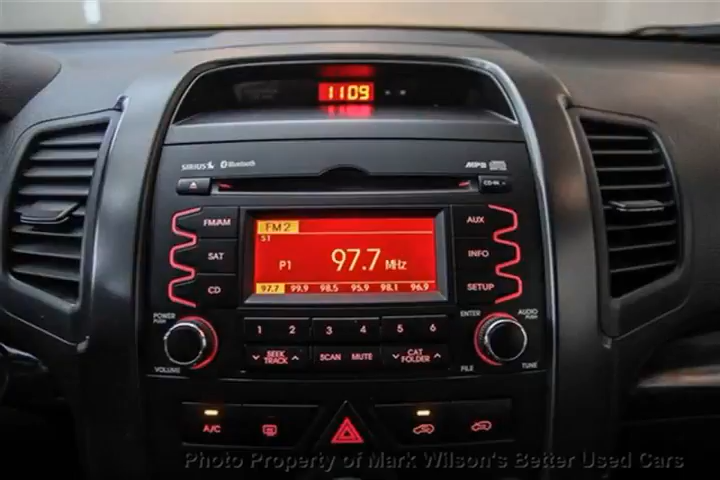 1109
SIRIUS Bluetooth MP3
CD-IN
FM/AM FM2 AUX
S1
SAT P1 97.7 MHz INFO
CD 97.7 99.9 98.5 95.9 98.1 96.9 SETUP
POWER PUSH 1 2 3 4 5 6 ENTER AUDIO PUSH
SEEK TRACK SCAN MUTE CAT FOLDER
VOLUME FILE TUNE
A/C
Photo Property of Mark Wilson's Better Used Cars